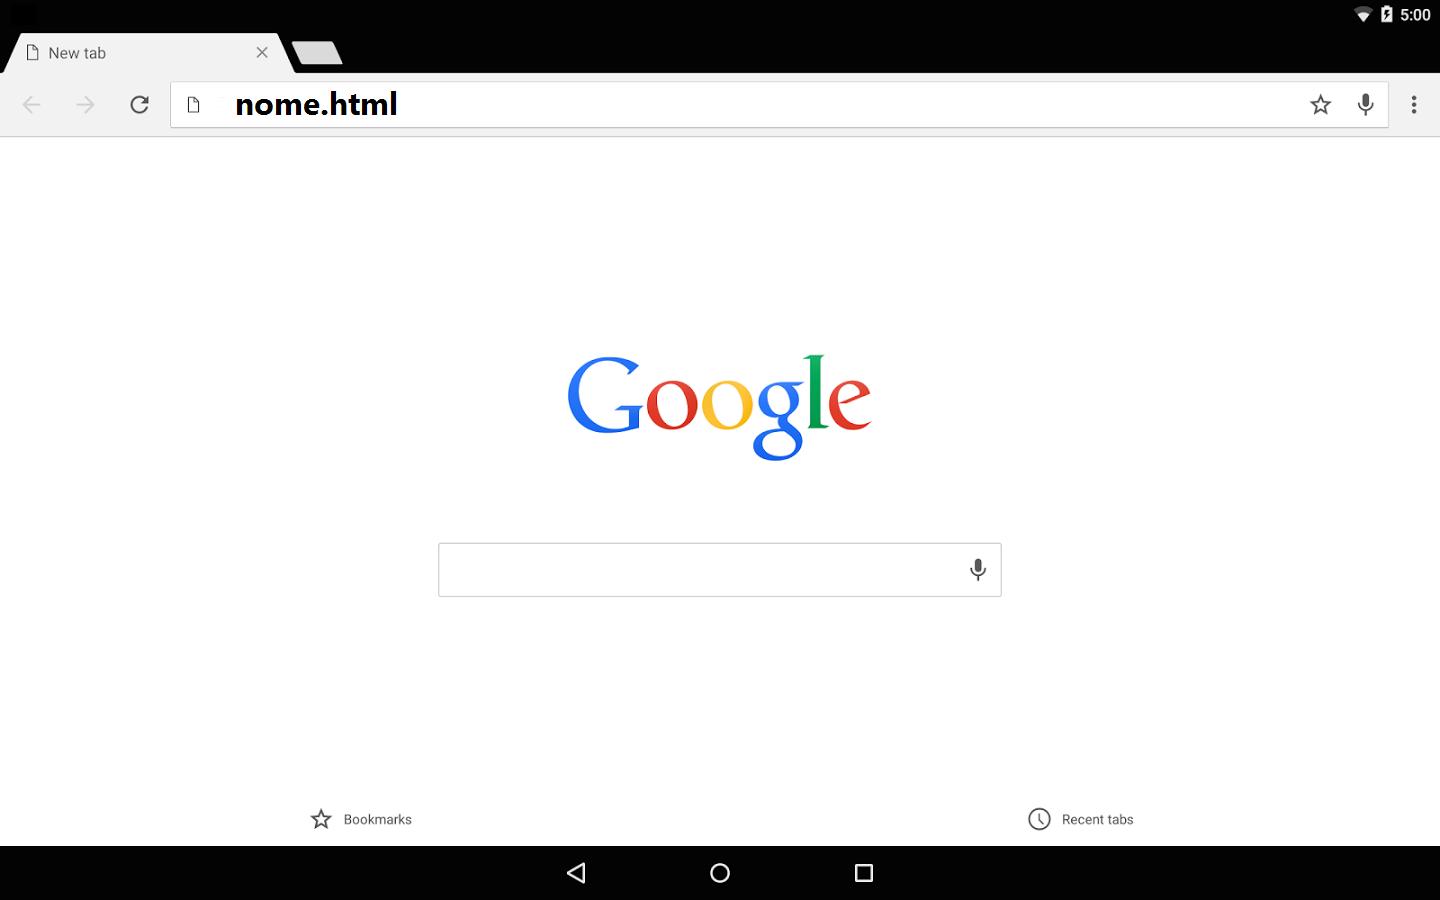 5:00
New tab
nome.html
Google
Bookmarks
Recent tabs